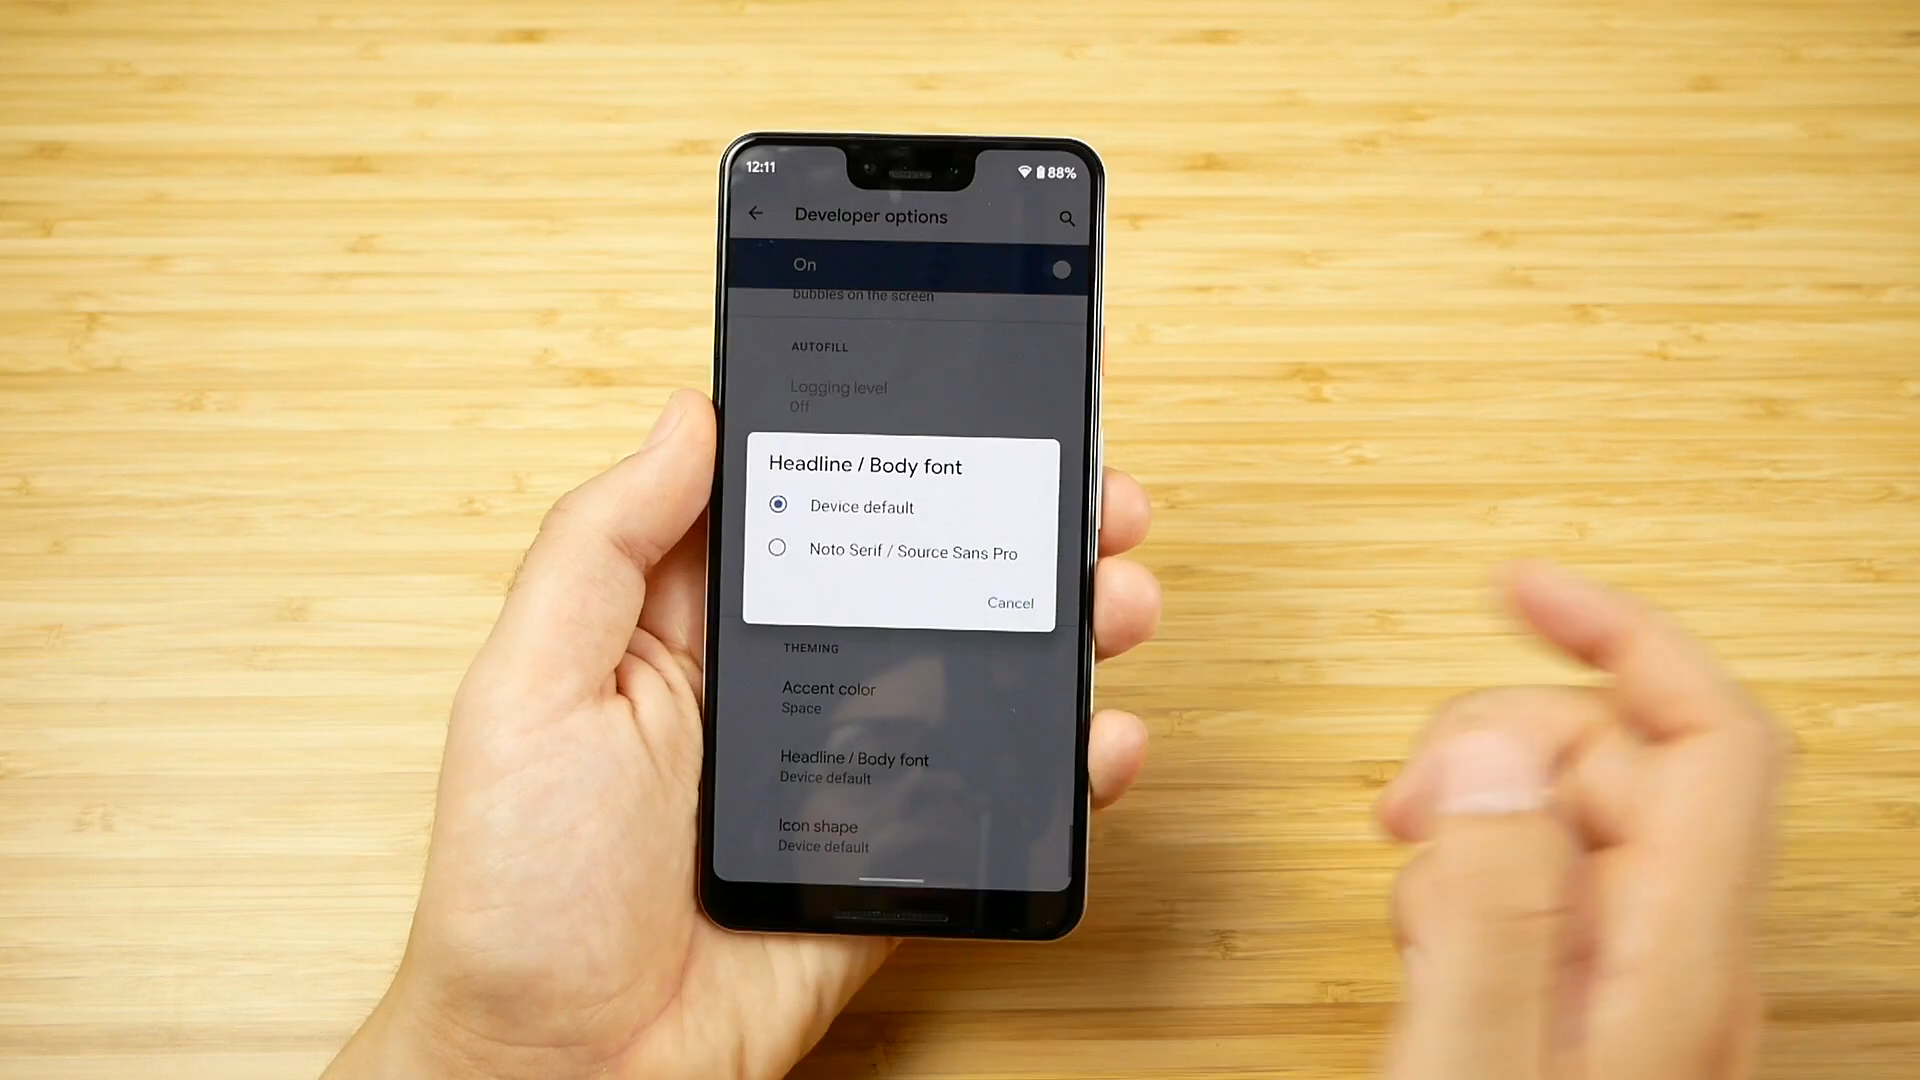 12:11
88%
Developer options
On
bubbles on the screen
AUTOFILL
Logging level
Off
Headline / Body font
Device default
Noto Serif / Source Sans Pro
Cancel
THEMING
Accent color
Space
Headline / Body font
Device default
Icon shape
Device default